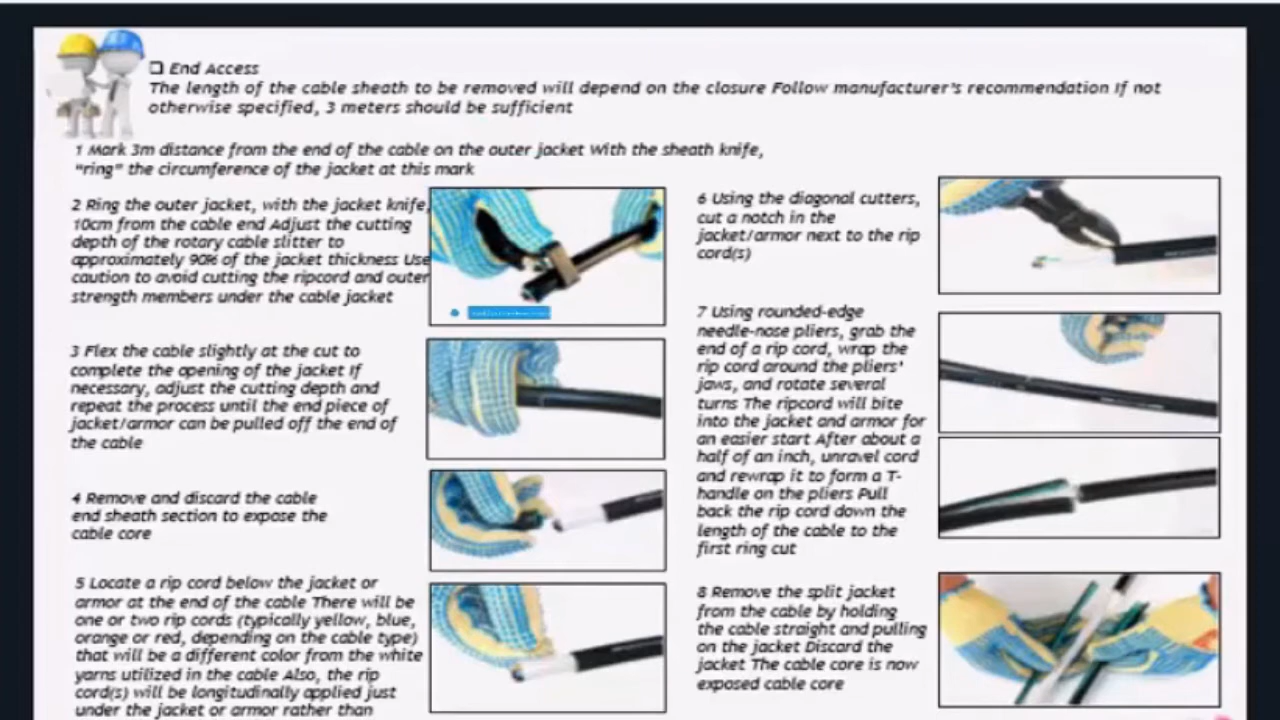 ❑ End Access
The length of the cable sheath to be removed will depend on the closure Follow manufacturer's recommendation If not
otherwise specified, 3 meters should be sufficient
1 Mark 3m distance from the end of the cable on the outer jacket With the sheath knife,
"ring" the circumference of the jacket at this mark
2 Ring the outer jacket, with the jacket knife,
10cm from the cable end Adjust the cutting
depth of the rotary cable slitter to
approximately 90% of the jacket thickness Use
caution to avoid cutting the ripcord and outer
strength members under the cable jacket
3 Flex the cable slightly at the cut to
complete the opening of the jacket If
necessary, adjust the cutting depth and
repeat the process until the end piece of
jacket/armor can be pulled off the end of
the cable
4 Remove and discard the cable
end sheath section to expose the
cable core
5 Locate a rip cord below the jacket or
armor at the end of the cable There will be
one or two rip cords (typically yellow, blue,
orange or red, depending on the cable type)
that will be a different color from the white
yarns utilized in the cable Also, the rip
cord(s) will be longitudinally applied just
under the jacket or armor rather than
6 Using the diagonal cutters,
cut a notch in the
jacket/armor next to the rip
cord(s)
7 Using rounded-edge
needle-nose pliers, grab the
end of a rip cord, wrap the
rip cord around the pliers'
jaws, and rotate several
turns The ripcord will bite
into the jacket and armor for
an easier start After about a
half of an inch, unravel cord
and rewrap it to form a T-
handle on the pliers Pull
back the rip cord down the
length of the cable to the
first ring cut
8 Remove the split jacket
from the cable by holding
the cable straight and pulling
on the jacket Discard the
jacket The cable core is now
exposed cable core